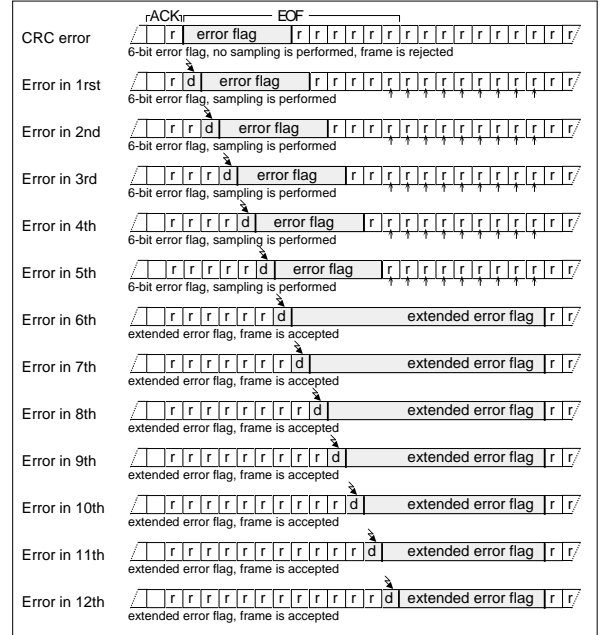 ACK EOF
CRC error r error flag r r r r r r r r r r r r r r r r
6-bit error flag, no sampling is performed, frame is rejected
Error in 1rst r d error flag r r r r r r r r r r r r r r r
6-bit error flag, sampling is performed
Error in 2nd r r d error flag r r r r r r r r r r r r r r
6-bit error flag, sampling is performed
Error in 3rd r r r d error flag r r r r r r r r r r r r r
6-bit error flag, sampling is performed
Error in 4th r r r r d error flag r r r r r r r r r r r r
6-bit error flag, sampling is performed
Error in 5th r r r r r d error flag r r r r r r r r r r r
6-bit error flag, sampling is performed
Error in 6th r r r r r r d extended error flag r r
extended error flag, frame is accepted
Error in 7th r r r r r r r d extended error flag r r
extended error flag, frame is accepted
Error in 8th r r r r r r r r d extended error flag r r
extended error flag, frame is accepted
Error in 9th r r r r r r r r r d extended error flag r r
extended error flag, frame is accepted
Error in 10th r r r r r r r r r r d extended error flag r r
extended error flag, frame is accepted
Error in 11th r r r r r r r r r r r d extended error flag r r
extended error flag, frame is accepted
Error in 12th r r r r r r r r r r r r d extended error flag r r
extended error flag, frame is accepted